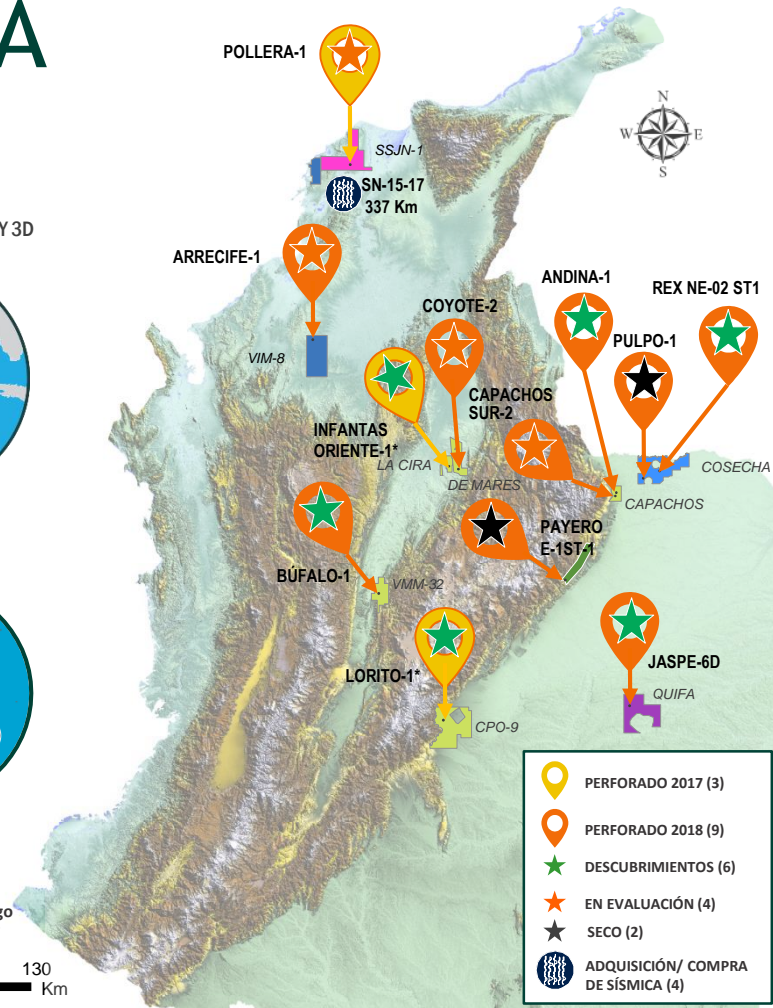 A
Y 3D
POLLERA-1
N
W
E
S
SSJN-1
SN-15-17
337 Km
ARRECIFE-1
VIM-8
COYOTE-2
ANDINA-1
REX NE-02 ST1
PULPO-1
INFANTAS
ORIENTE-1*
CAPACHOS
SUR-2
LA CIRA
DE MARES
COSECHA
CAPACHOS
PAYERO
E-1ST-1
BÚFALO-1
VMM-32
LORITO-1*
CPO-9
JASPE-6D
QUIFA
PERFORADO 2017 (3)
PERFORADO 2018 (9)
DESCUBRIMIENTOS (6)
EN EVALUACIÓN (4)
SECO (2)
ADQUISICIÓN/ COMPRA
DE SÍSMICA (4)
go
130
Km